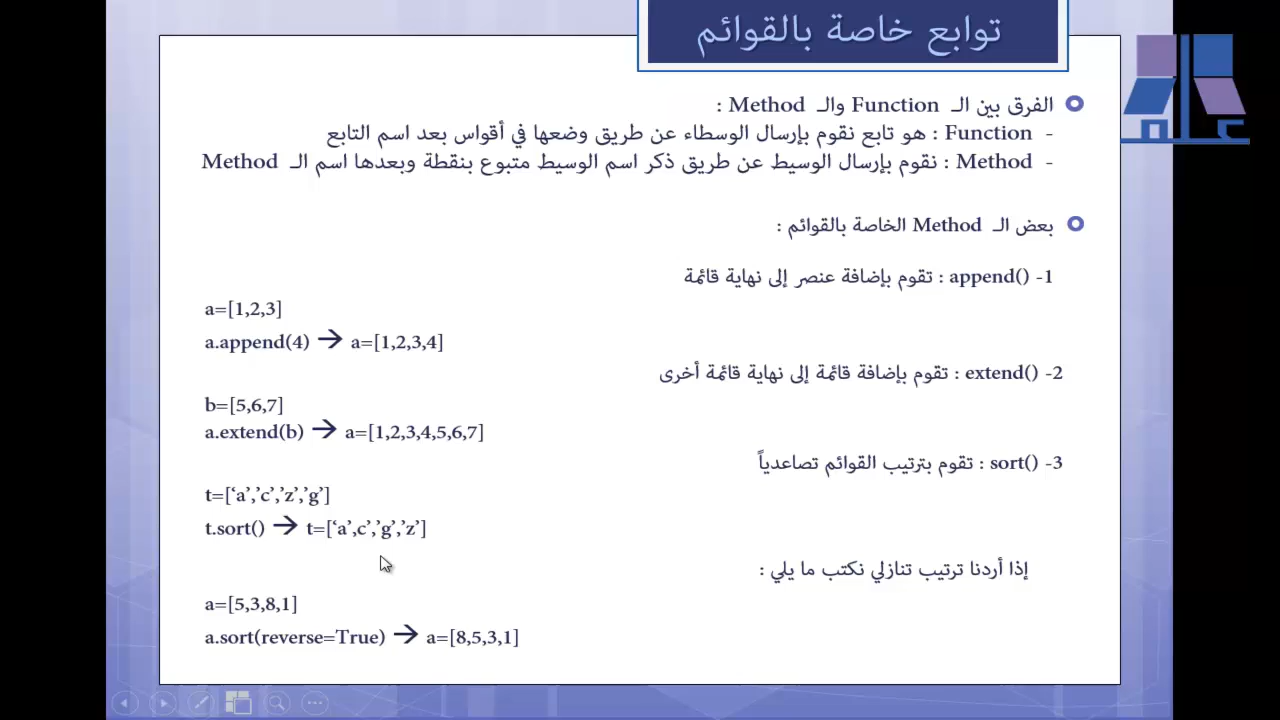 توابع خاصة بالقوائم
علم
الفرق بين الـ Function والـ Method :
- Function : هو تابع نقوم بإرسال الوسطاء عن طريق وضعها في أقواس بعد اسم التابع
- Method : نقوم بإرسال الوسيط عن طريق ذكر اسم الوسيط متبوع بنقطة وبعدها اسم الـ Method
بعض الـ Method الخاصة بالقوائم :
1- append() : تقوم بإضافة عنصر إلى نهاية قائمة
a=[1,2,3]
a.append(4) → a=[1,2,3,4]
2- extend() : تقوم بإضافة قائمة إلى نهاية قائمة أخرى
b=[5,6,7]
a.extend(b) → a=[1,2,3,4,5,6,7]
3- sort() : تقوم بترتيب القوائم تصاعدياً
t=[‘a’,’c’,’z’,’g’]
t.sort() → t=[‘a’,c’,’g’,’z’]
إذا أردنا ترتيب تنازلي نكتب ما يلي :
a=[5,3,8,1]
a.sort(reverse=True) → a=[8,5,3,1]